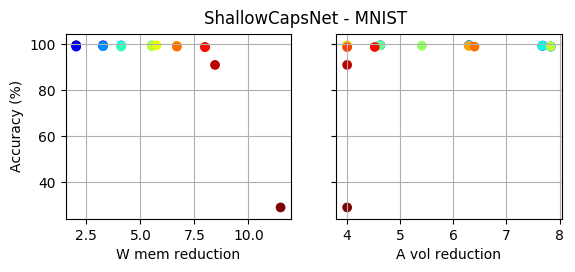 ShallowCapsNet - MNIST
Accuracy (%)
100
80
60
40
2.5 5.0 7.5 10.0
W mem reduction
4 5 6 7 8
A vol reduction